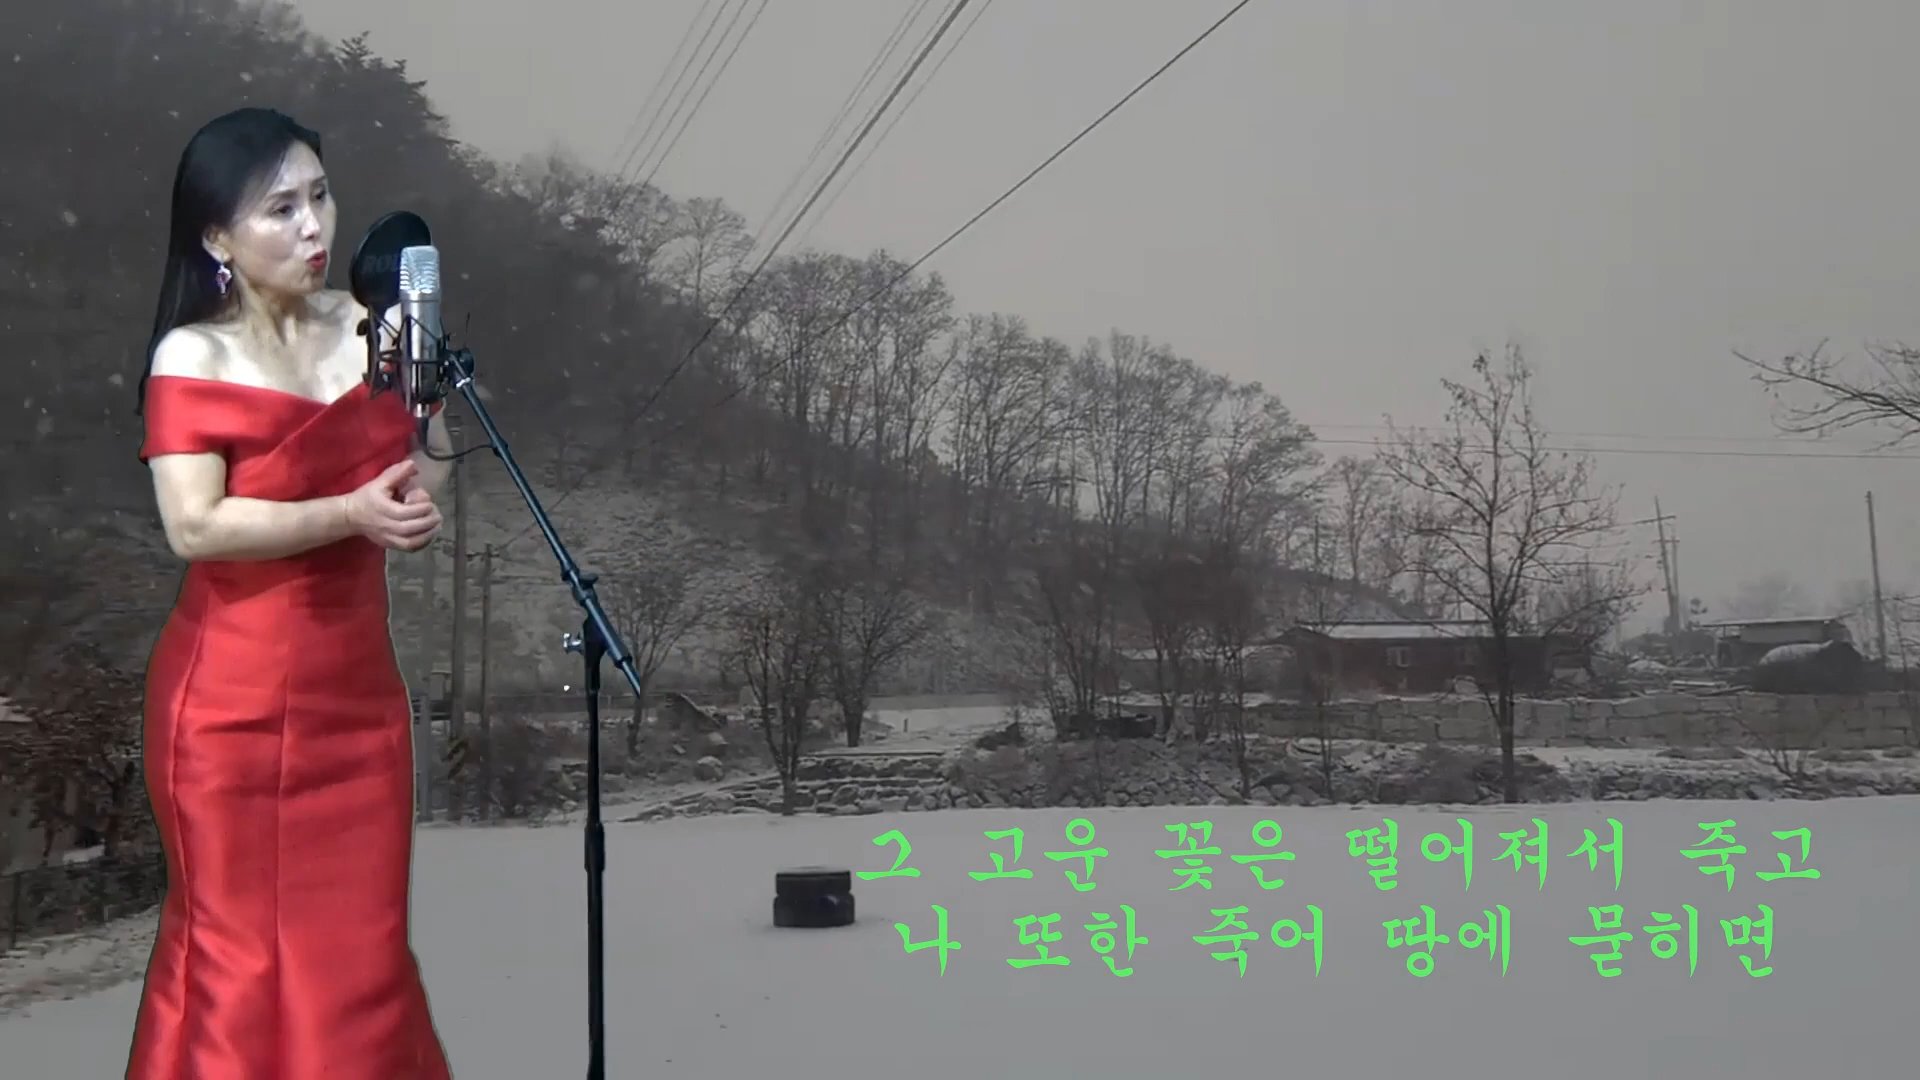 그 고운 꽃은 떨어져서 죽고
나 또한 죽어 땅에 묻히면